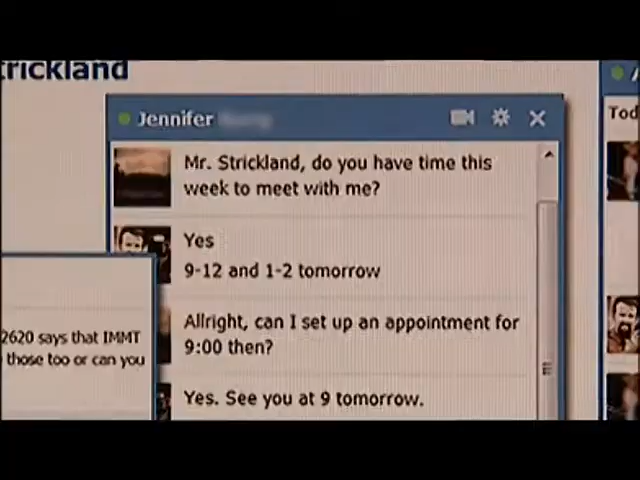 trickland
Jennifer
Tod
Mr. Strickland, do you have time this
week to meet with me?
Yes
9-12 and 1-2 tomorrow
Allright, can I set up an appointment for
9:00 then?
Yes. See you at 9 tomorrow.
2620 says that IMMT
those too or can you